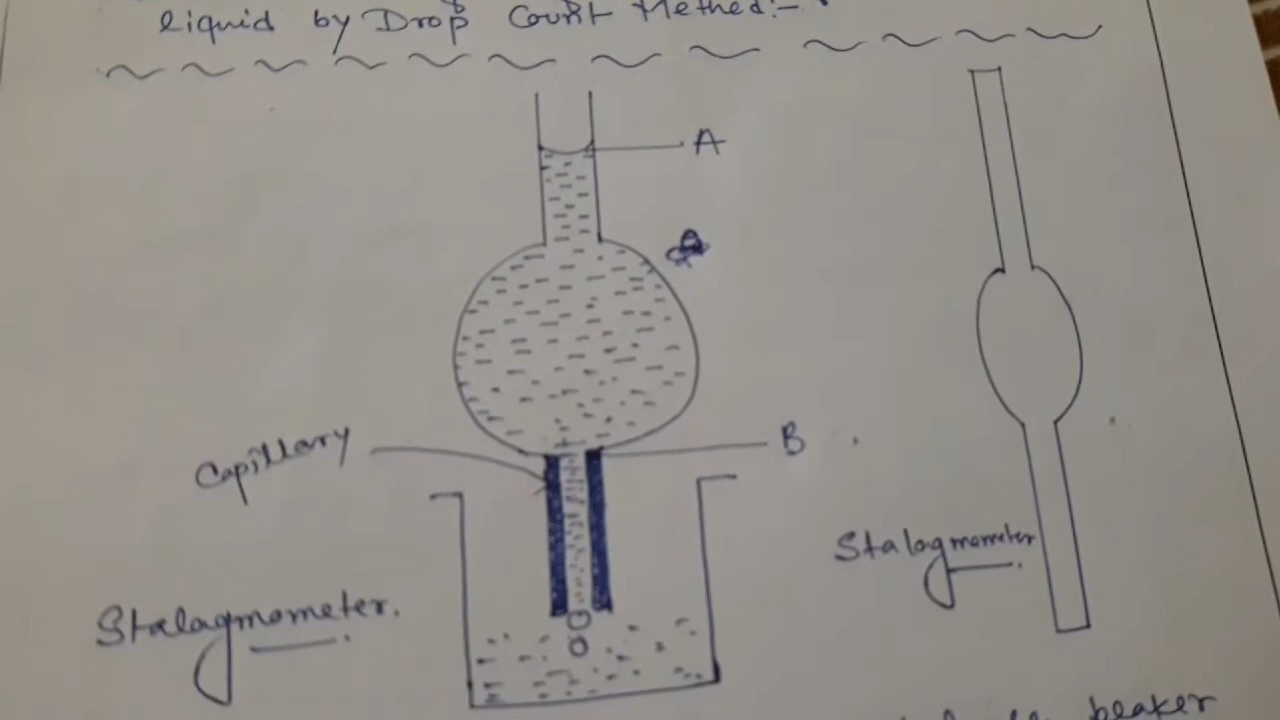 liquid by Drop Count Method:-
A
Capillary
B
Stalagmometer
Stalagmometer.
beaker